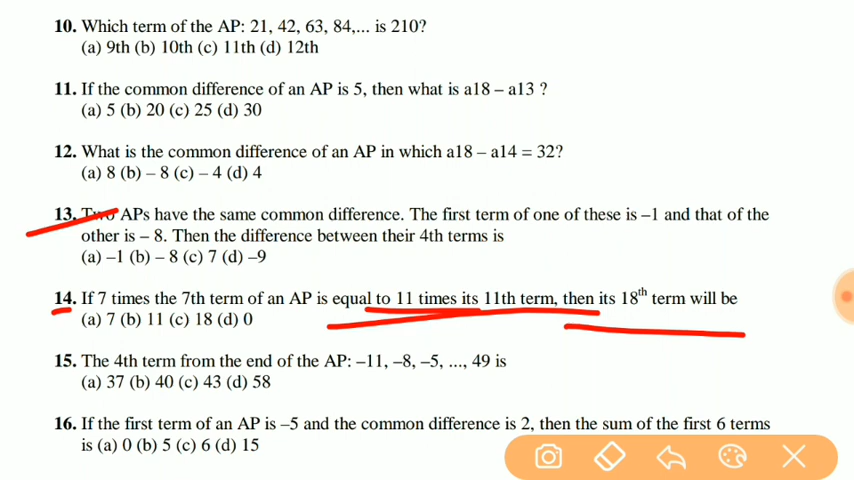 10. Which term of the AP: 21, 42, 63, 84,... is 210?
(a) 9th (b) 10th (c) 11th (d) 12th
11. If the common difference of an AP is 5, then what is a18 – a13 ?
(a) 5 (b) 20 (c) 25 (d) 30
12. What is the common difference of an AP in which a18 – a14 = 32?
(a) 8 (b) – 8 (c) – 4 (d) 4
13. Two APs have the same common difference. The first term of one of these is –1 and that of the
other is – 8. Then the difference between their 4th terms is
(a) –1 (b) – 8 (c) 7 (d) –9
14. If 7 times the 7th term of an AP is equal to 11 times its 11th term, then its 18th term will be
(a) 7 (b) 11 (c) 18 (d) 0
15. The 4th term from the end of the AP: –11, –8, –5, ..., 49 is
(a) 37 (b) 40 (c) 43 (d) 58
16. If the first term of an AP is –5 and the common difference is 2, then the sum of the first 6 terms
is (a) 0 (b) 5 (c) 6 (d) 15